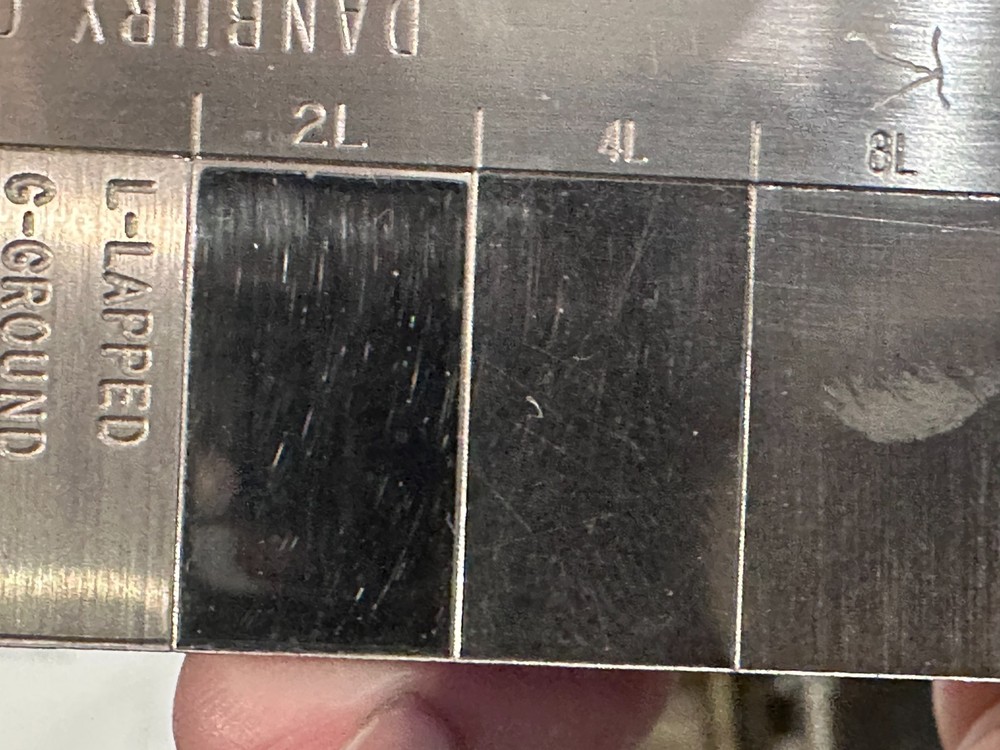 DANBURY
2L
4L
8L
L-LAPPED
G-GROUND